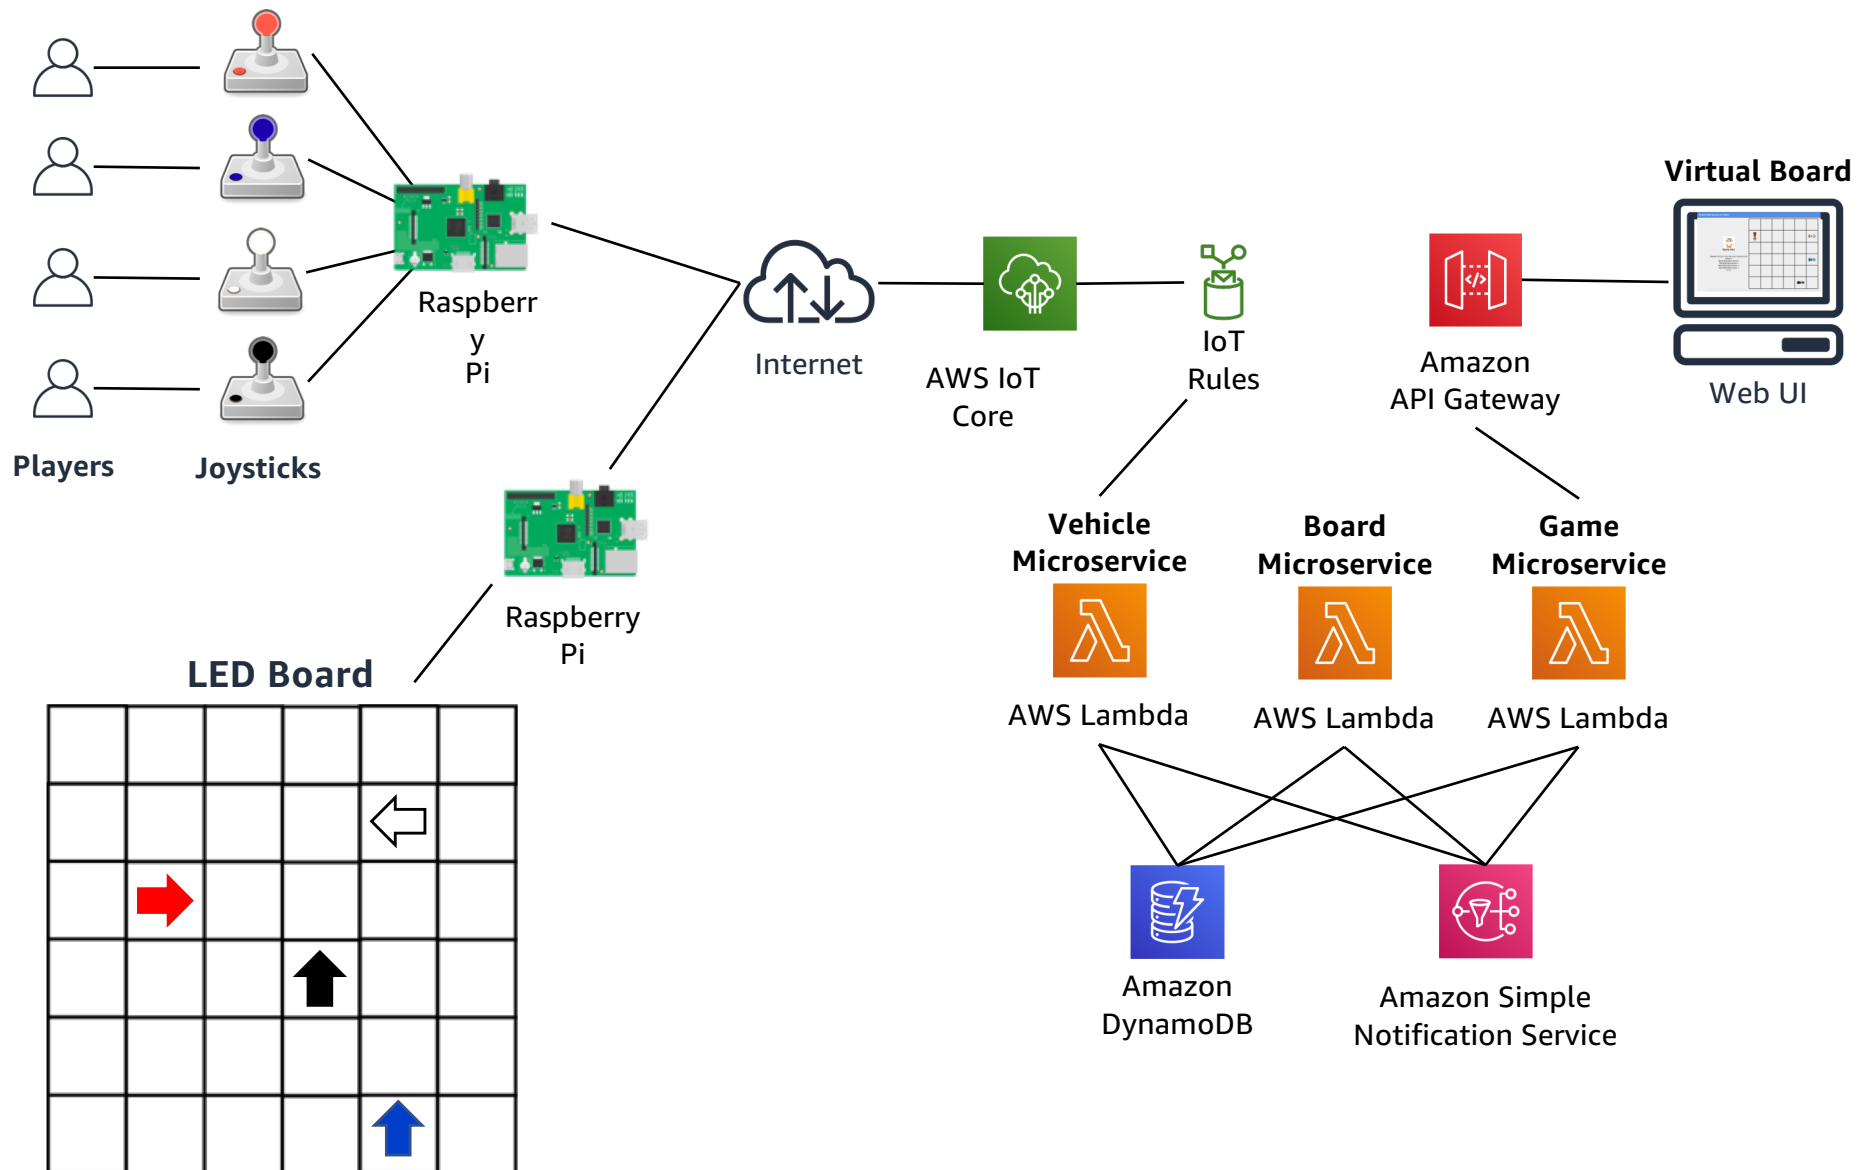 Virtual Board
Raspberr
y
Pi
Internet
AWS IoT
Core
IoT
Rules
Amazon
API Gateway
Web UI
Players
Joysticks
Raspberry
Pi
LED Board
Vehicle
Microservice
Board
Microservice
Game
Microservice
AWS Lambda
AWS Lambda
AWS Lambda
Amazon
DynamoDB
Amazon Simple
Notification Service